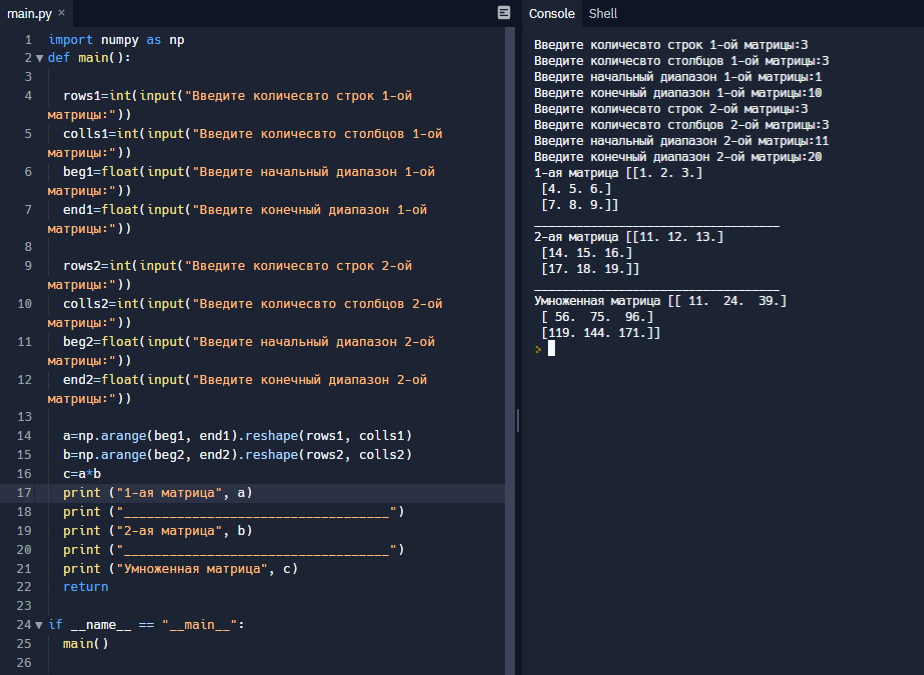 main.py ×
Console Shell
1 import numpy as np
2 def main():
3
4 rows1=int(input("Введите количесвто строк 1-ой
матрицы:"))
5 colls1=int(input("Введите количесвто столбцов 1-ой
матрицы:"))
6 beg1=float(input("Введите начальный диапазон 1-ой
матрицы:"))
7 end1=float(input("Введите конечный диапазон 1-ой
матрицы:"))
8
9 rows2=int(input("Введите количесвто строк 2-ой
матрицы:"))
10 colls2=int(input("Введите количесвто столбцов 2-ой
матрицы:"))
11 beg2=float(input("Введите начальный диапазон 2-ой
матрицы:"))
12 end2=float(input("Введите конечный диапазон 2-ой
матрицы:"))
13
14 a=np.arange(beg1, end1).reshape(rows1, colls1)
15 b=np.arange(beg2, end2).reshape(rows2, colls2)
16 c=a*b
17 print ("1-ая матрица", a)
18 print ("___________________________________")
19 print ("2-ая матрица", b)
20 print ("___________________________________")
21 print ("Умноженная матрица", c)
22 return
23
24 if __name__ == "__main__":
25 main()
26
Введите количесвто строк 1-ой матрицы:3
Введите количесвто столбцов 1-ой матрицы:3
Введите начальный диапазон 1-ой матрицы:1
Введите конечный диапазон 1-ой матрицы:10
Введите количесвто строк 2-ой матрицы:3
Введите количесвто столбцов 2-ой матрицы:3
Введите начальный диапазон 2-ой матрицы:11
Введите конечный диапазон 2-ой матрицы:20
1-ая матрица [[1. 2. 3.]
[4. 5. 6.]
[7. 8. 9.]]
___________________________________
2-ая матрица [[11. 12. 13.]
[14. 15. 16.]
[17. 18. 19.]]
___________________________________
Умноженная матрица [[ 11.  24.  39.]
[ 56.  75.  96.]
[119. 144. 171.]]
>